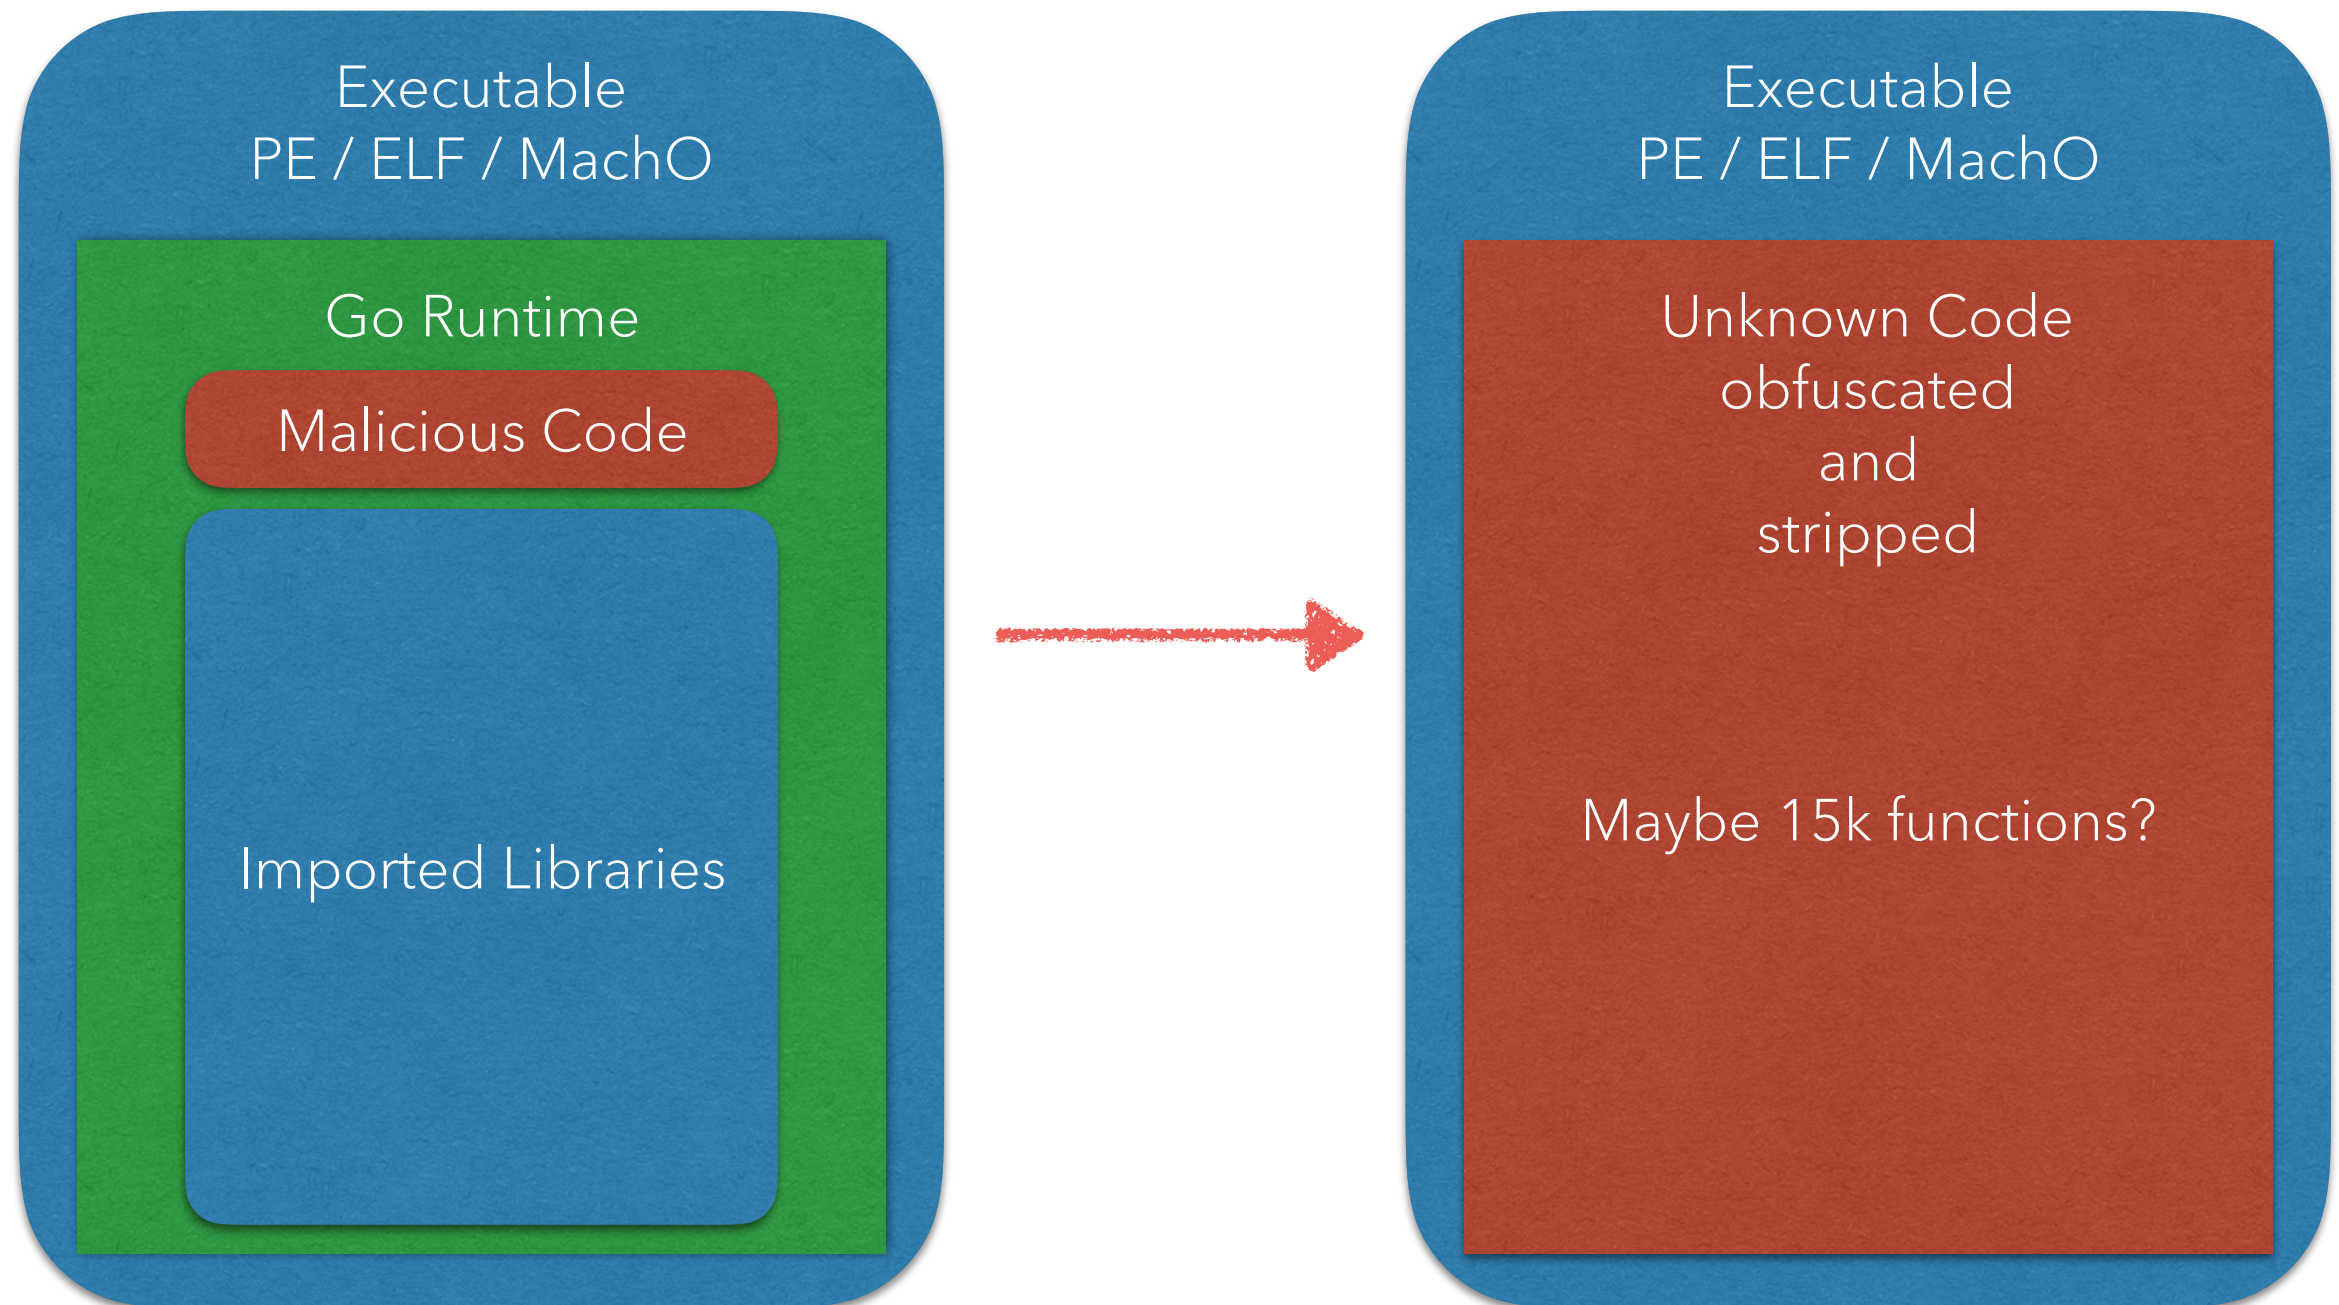 Executable
PE / ELF / MachO
Go Runtime
Malicious Code
Imported Libraries
Executable
PE / ELF / MachO
Unknown Code
obfuscated
and
stripped
Maybe 15k functions?